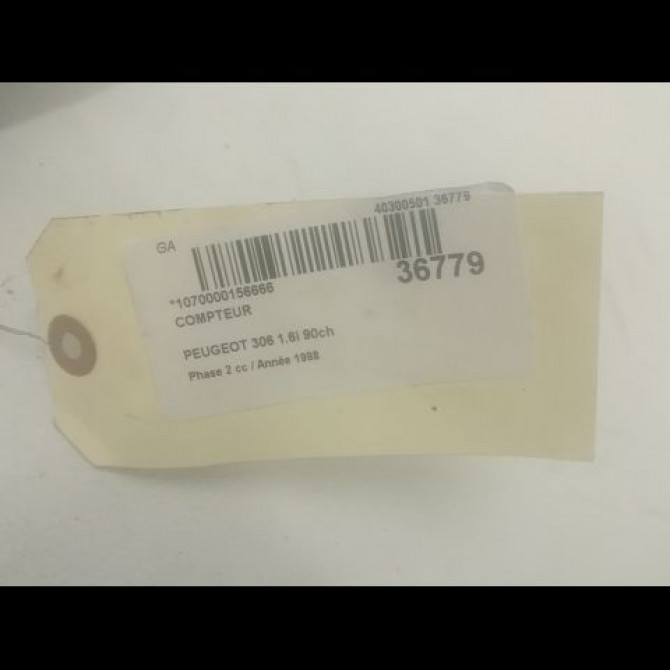 40300501 36779
GA
36779
*1070000156666
COMPTEUR
PEUGEOT 306 1.6i 90ch
Phase 2 cc / Année 1998